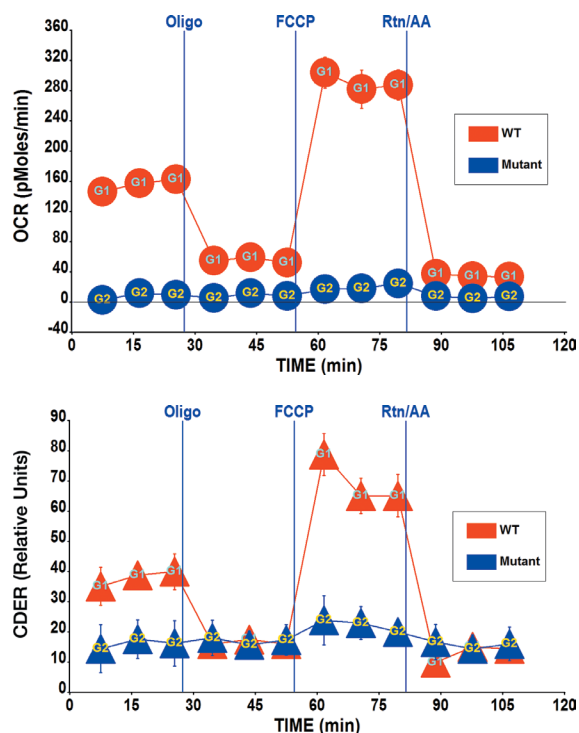 Oligo FCCP Rtn/AA
OCR (pMoles/min)
360
320
280
240
200
160
120
80
40
0
-40
G1 G1 G1 G1 G1 G1 G1 G1 G1 G1 G1 G1
G2 G2 G2 G2 G2 G2 G2 G2 G2 G2 G2 G2
WT
Mutant
0 15 30 45 60 75 90 105 120
TIME (min)
Oligo FCCP Rtn/AA
CDER (Relative Units)
90
80
70
60
50
40
30
20
10
0
G1 G1 G1 G1 G1 G1 G1
G2 G2 G2 G2 G2 G2 G2 G2 G2 G2 G2 G2
WT
Mutant
0 15 30 45 60 75 90 105 120
TIME (min)